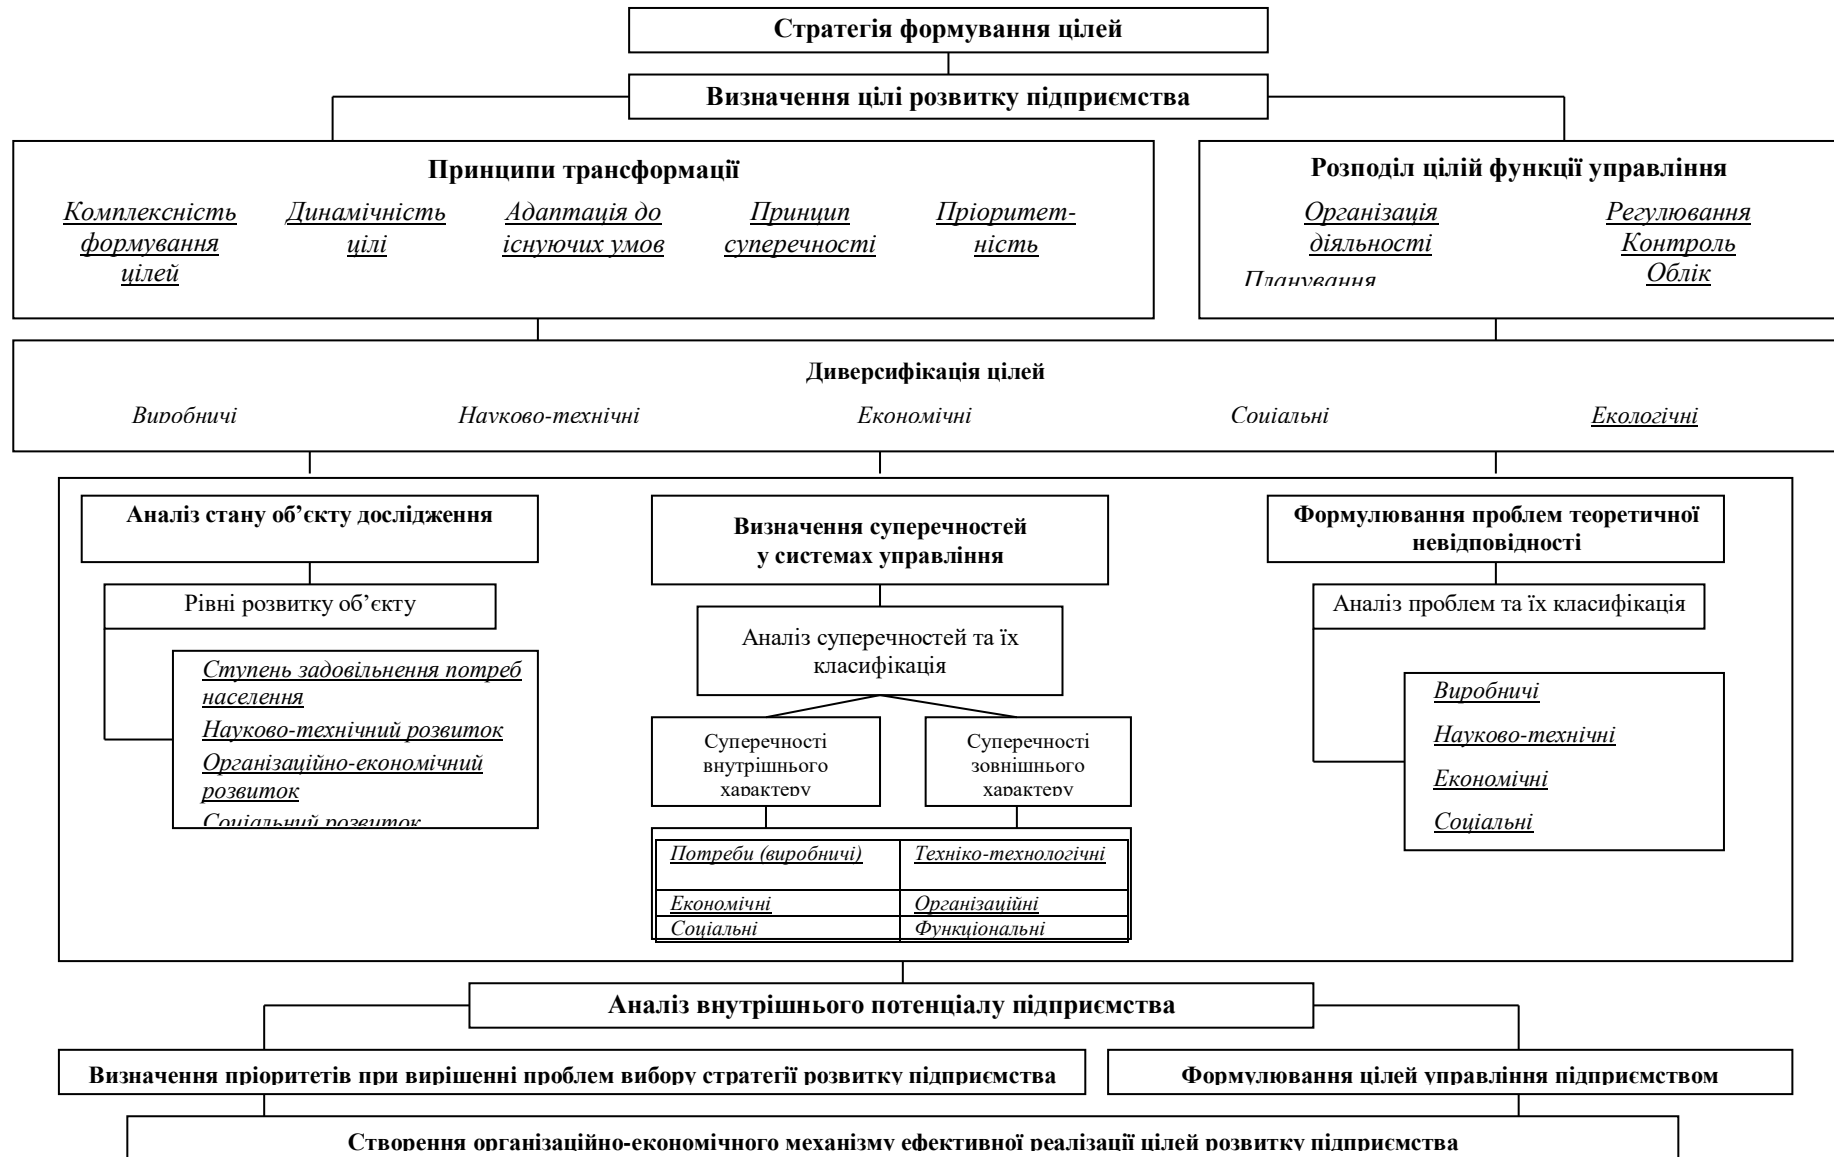 Стратегія формування цілей
Визначення цілі розвитку підприємства
Принципи трансформації
Комплексність
формування
цілей
Динамічність
цілі
Адаптація до
існуючих умов
Принцип
суперечності
Пріоритет-
ність
Розподіл цілій функції управління
Організація
діяльності
Планування
Регулювання
Контроль
Облік
Диверсифікація цілей
Виробничі
Науково-технічні
Економічні
Соціальні
Екологічні
Аналіз стану об’єкту дослідження
Рівні розвитку об’єкту
Ступень задовільнення потреб
населення
Науково-технічний розвиток
Організаційно-економічний
розвиток
Соціальний розвиток
Визначення суперечностей
у системах управління
Аналіз суперечностей та їх
класифікація
Суперечності
внутрішнього
характеру
Суперечності
зовнішнього
характеру
Потреби (виробничі)
Техніко-технологічні
Економічні
Організаційні
Соціальні
Функціональні
Формулювання проблем теоретичної
невідповідності
Аналіз проблем та їх класифікація
Виробничі
Науково-технічні
Економічні
Соціальні
Аналіз внутрішнього потенціалу підприємства
Визначення пріоритетів при вирішенні проблем вибору стратегії розвитку підприємства
Формулювання цілей управління підприємством
Створення організаційно-економічного механізму ефективної реалізації цілей розвитку підприємства